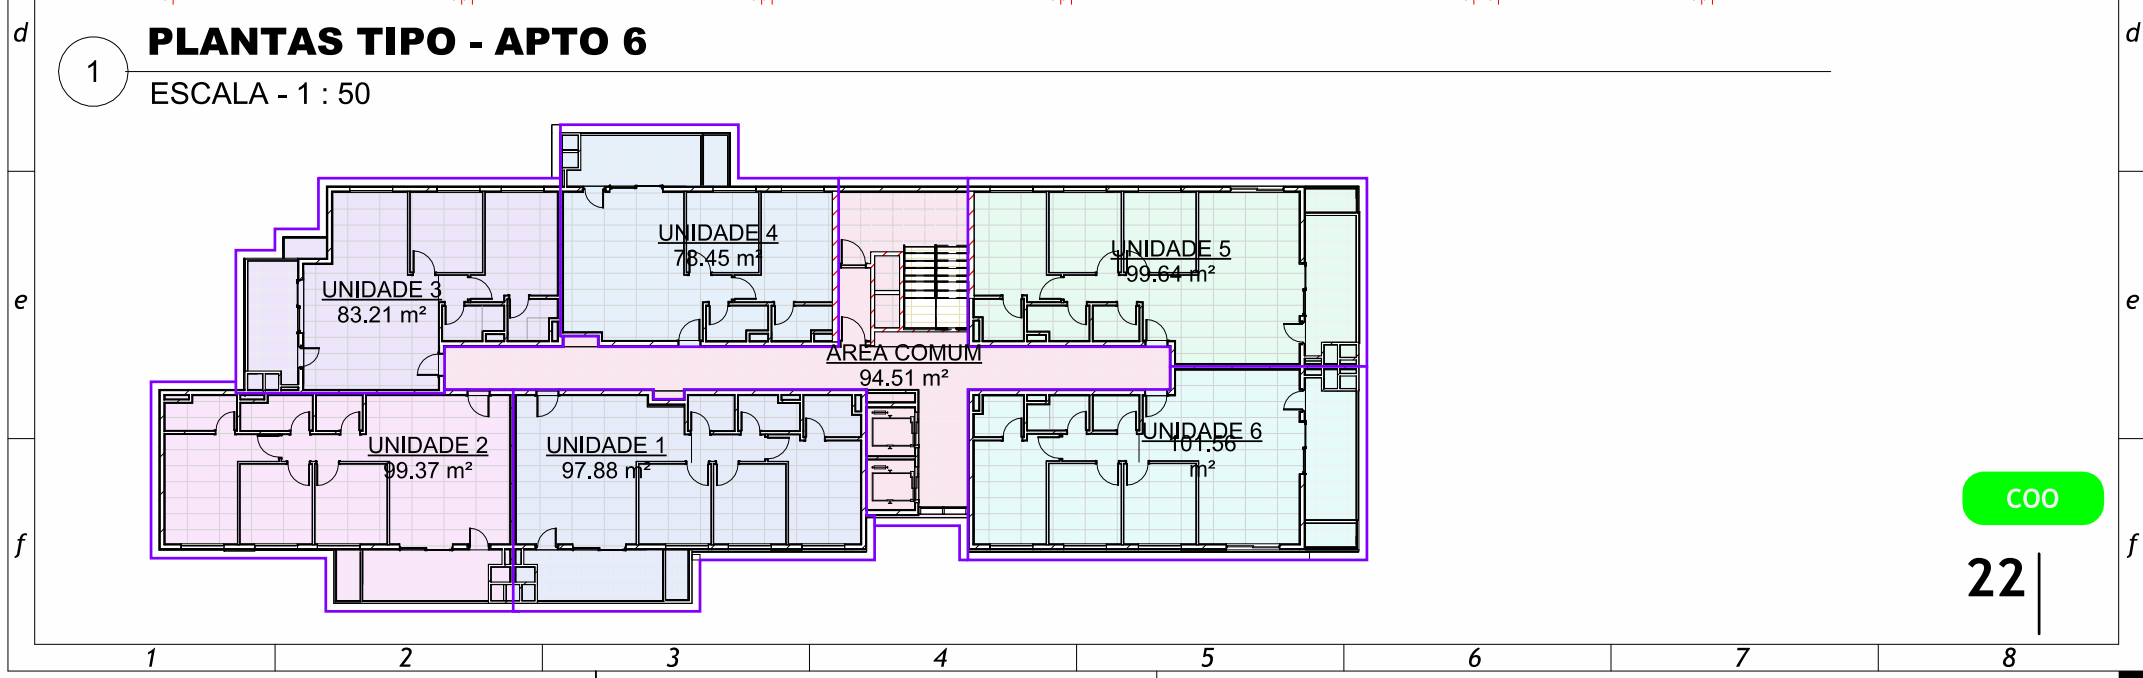 d
d
1
PLANTAS TIPO - APTO 6
ESCALA - 1 : 50
UNIDADE 4
78.45 m²
UNIDADE 5
99.64 m²
UNIDADE 3
83.21 m²
e
e
AREA COMUM
94.51 m²
UNIDADE 2
99.37 m²
UNIDADE 1
97.88 m²
UNIDADE 6
101.56
m²
COO
f
f
22
1
2
3
4
5
6
7
8